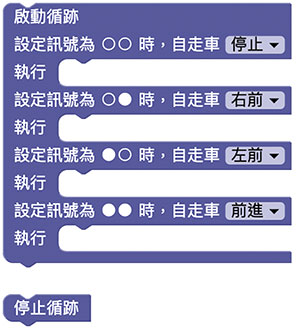 啟動循跡
設定訊號為 ○○ 時，自走車 停止
執行
設定訊號為 ○● 時，自走車 右前
執行
設定訊號為 ●○ 時，自走車 左前
執行
設定訊號為 ●● 時，自走車 前進
執行
停止循跡